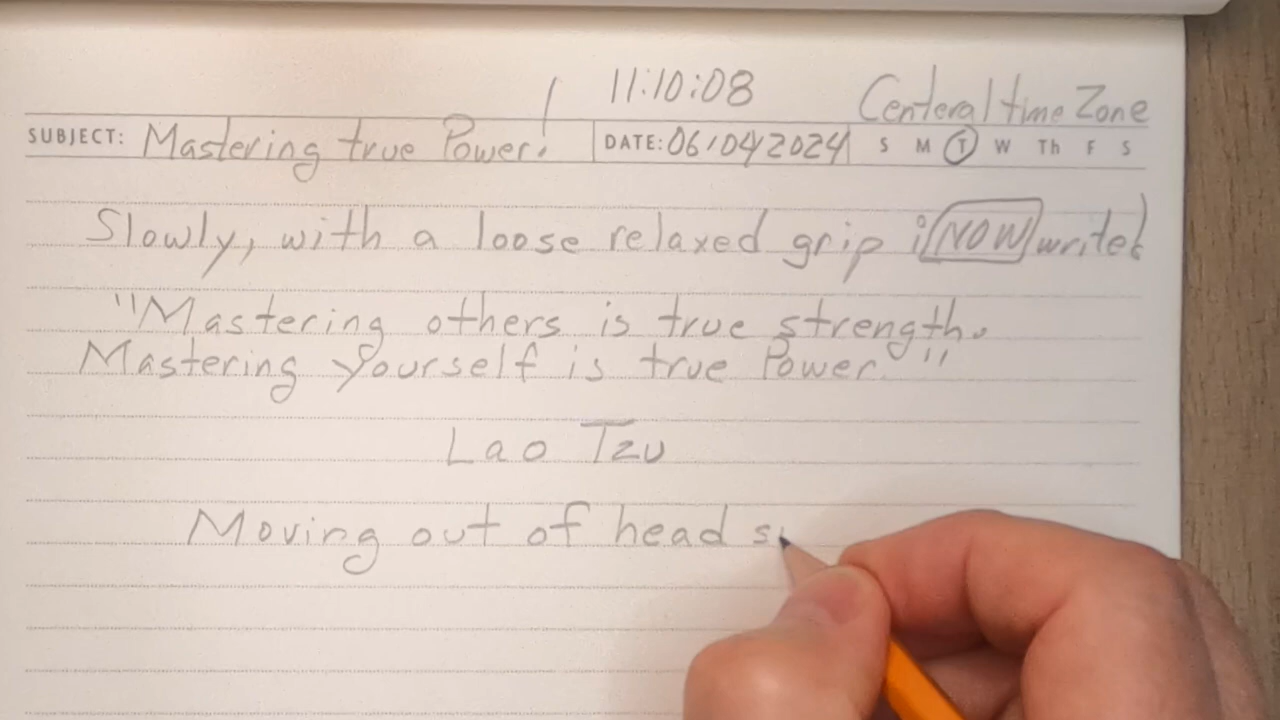 11:10:08 Centeral time Zone
SUBJECT: Mastering true Power! DATE: 06/04/2024 S M T W Th F S
Slowly, with a loose relaxed grip i NOW write!
"Mastering others is true strength.
Mastering Yourself is true Power."
Lao Tzu
Moving out of head s